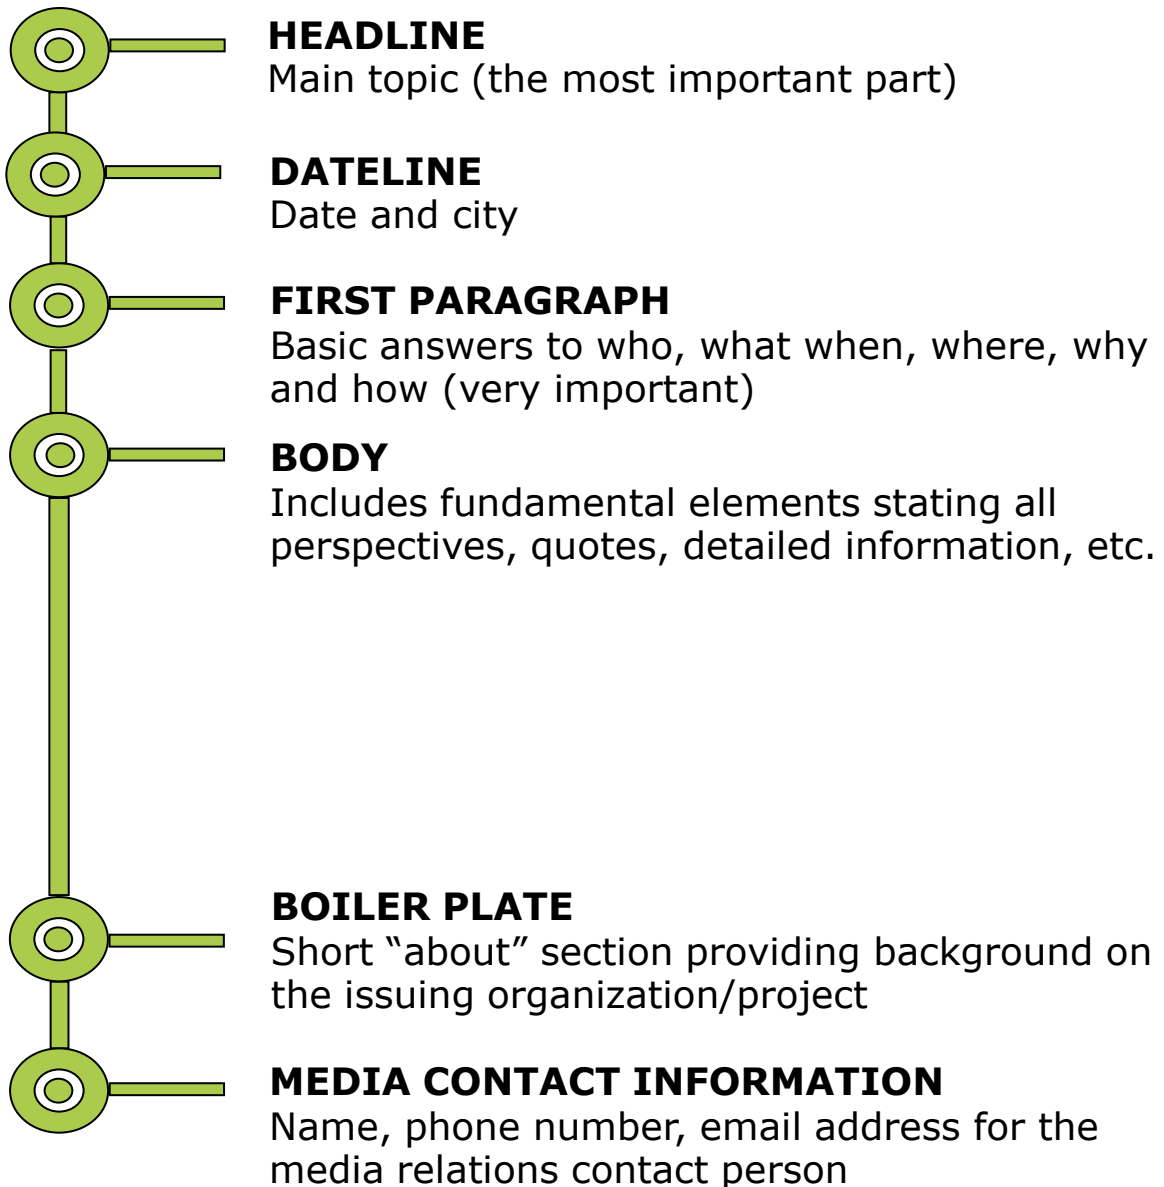 HEADLINE
Main topic (the most important part)
DATELINE
Date and city
FIRST PARAGRAPH
Basic answers to who, what when, where, why
and how (very important)
BODY
Includes fundamental elements stating all
perspectives, quotes, detailed information, etc.
BOILER PLATE
Short “about” section providing background on
the issuing organization/project
MEDIA CONTACT INFORMATION
Name, phone number, email address for the
media relations contact person